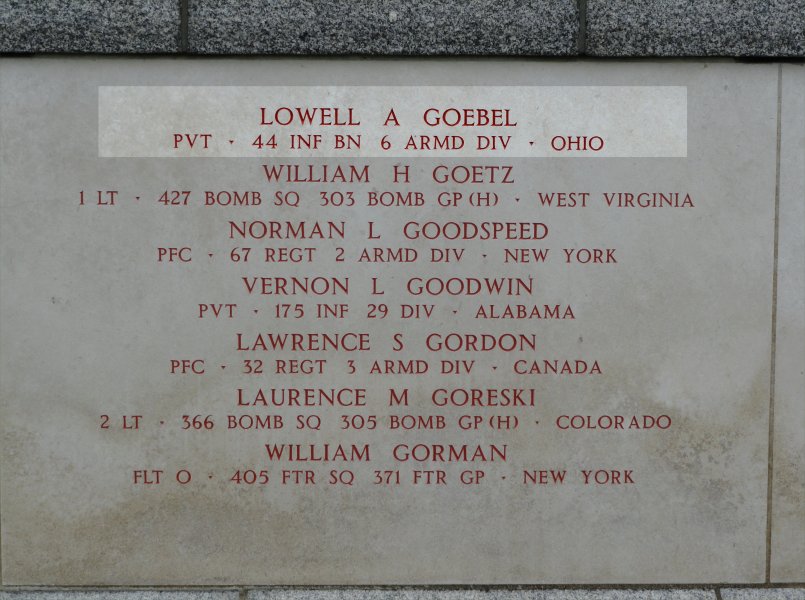 LOWELL A GOEBEL
PVT · 44 INF BN 6 ARMD DIV · OHIO
WILLIAM H GOETZ
1 LT · 427 BOMB SQ 303 BOMB GP (H) · WEST VIRGINIA
NORMAN L GOODSPEED
PFC · 67 REGT 2 ARMD DIV · NEW YORK
VERNON L GOODWIN
PVT · 175 INF 29 DIV · ALABAMA
LAWRENCE S GORDON
PFC · 32 REGT 3 ARMD DIV · CANADA
LAURENCE M GORESKI
2 LT · 366 BOMB SQ 305 BOMB GP (H) · COLORADO
WILLIAM GORMAN
FLT O · 405 FTR SQ 371 FTR GP · NEW YORK